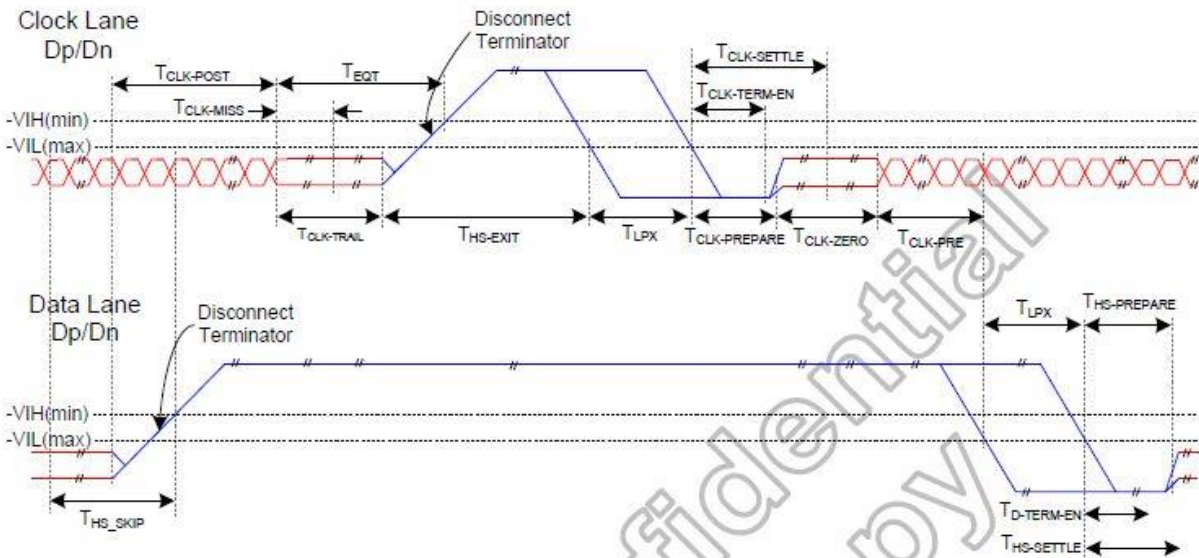 Clock Lane
Dp/Dn
Disconnect
Terminator
TCLK-POST
TEQT
TCLK-SETTLE
TCLK-MISS
TCLK-TERM-EN
-VIH(min)
-VIL(max)
TCLK-TRAIL
THS-EXIT
TLPX
TCLK-PREPARE
TCLK-ZERO
TCLK-PRE
Data Lane
Dp/Dn
Disconnect
Terminator
TLPX
THS-PREPARE
-VIH(min)
-VIL(max)
THS_SKIP
TD-TERM-EN
THS-SETTLE